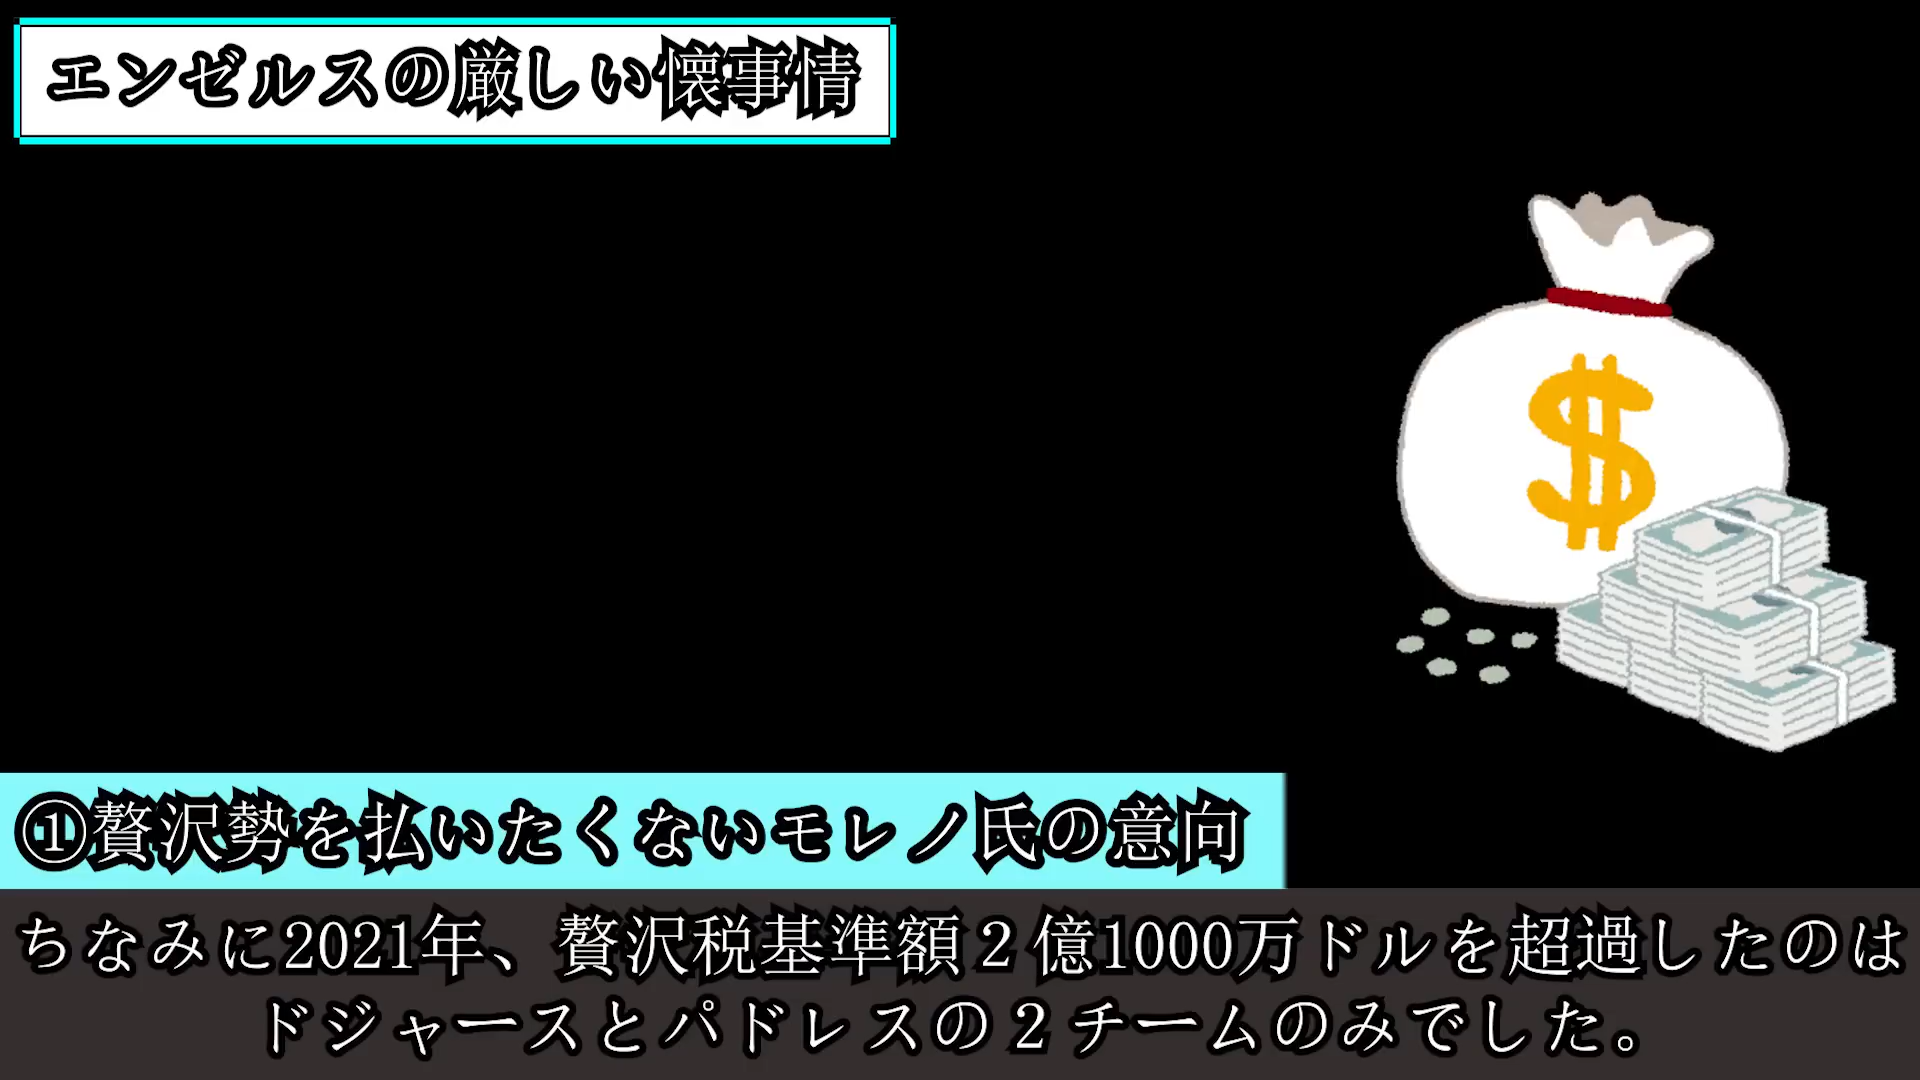 エンゼルスの厳しい懐事情
$
①贅沢勢を払いたくないモレノ氏の意向
ちなみに2021年、贅沢税基準額２億1000万ドルを超過したのは
ドジャースとパドレスの２チームのみでした。